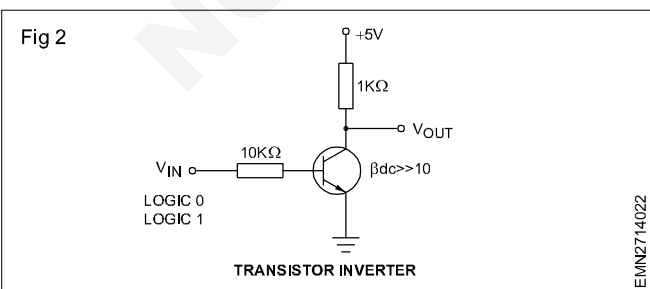 Fig 2
+5V
1KΩ
VOUT
10KΩ
VIN
βdc>>10
LOGIC 0
LOGIC 1
TRANSISTOR INVERTER
EMN2714022